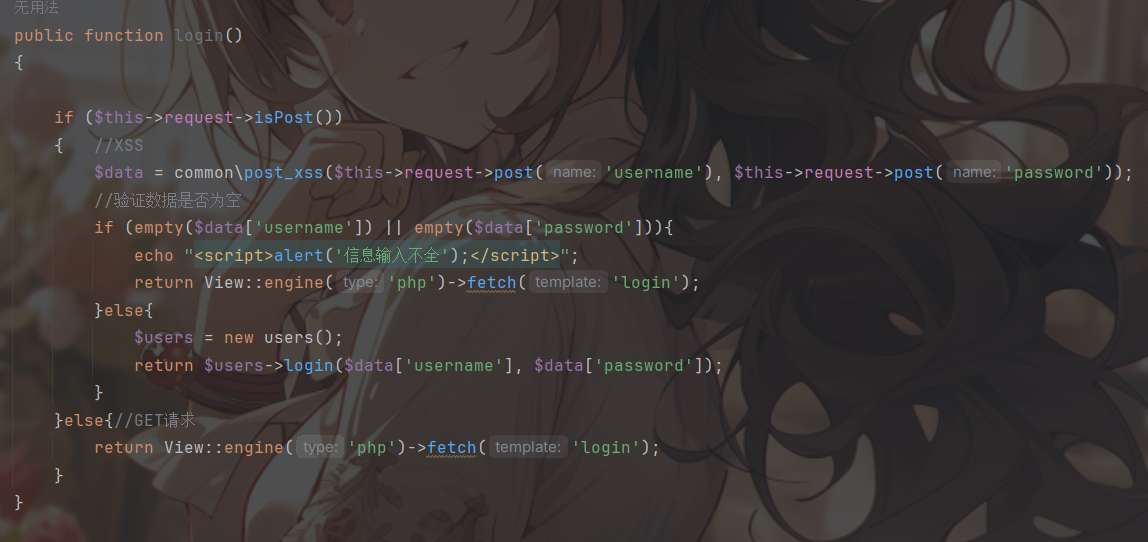 无用法
public function login()
{
if ($this->request->isPost())
{ //XSS
$data = common\post_xss($this->request->post( name: 'username'), $this->request->post( name: 'password'));
//验证数据是否为空
if (empty($data['username']) || empty($data['password'])){
echo "<script>alert('信息输入不全');</script>";
return View::engine( type: 'php')->fetch( template: 'login');
}else{
$users = new users();
return $users->login($data['username'], $data['password']);
}
}else{//GET请求
return View::engine( type: 'php')->fetch( template: 'login');
}
}